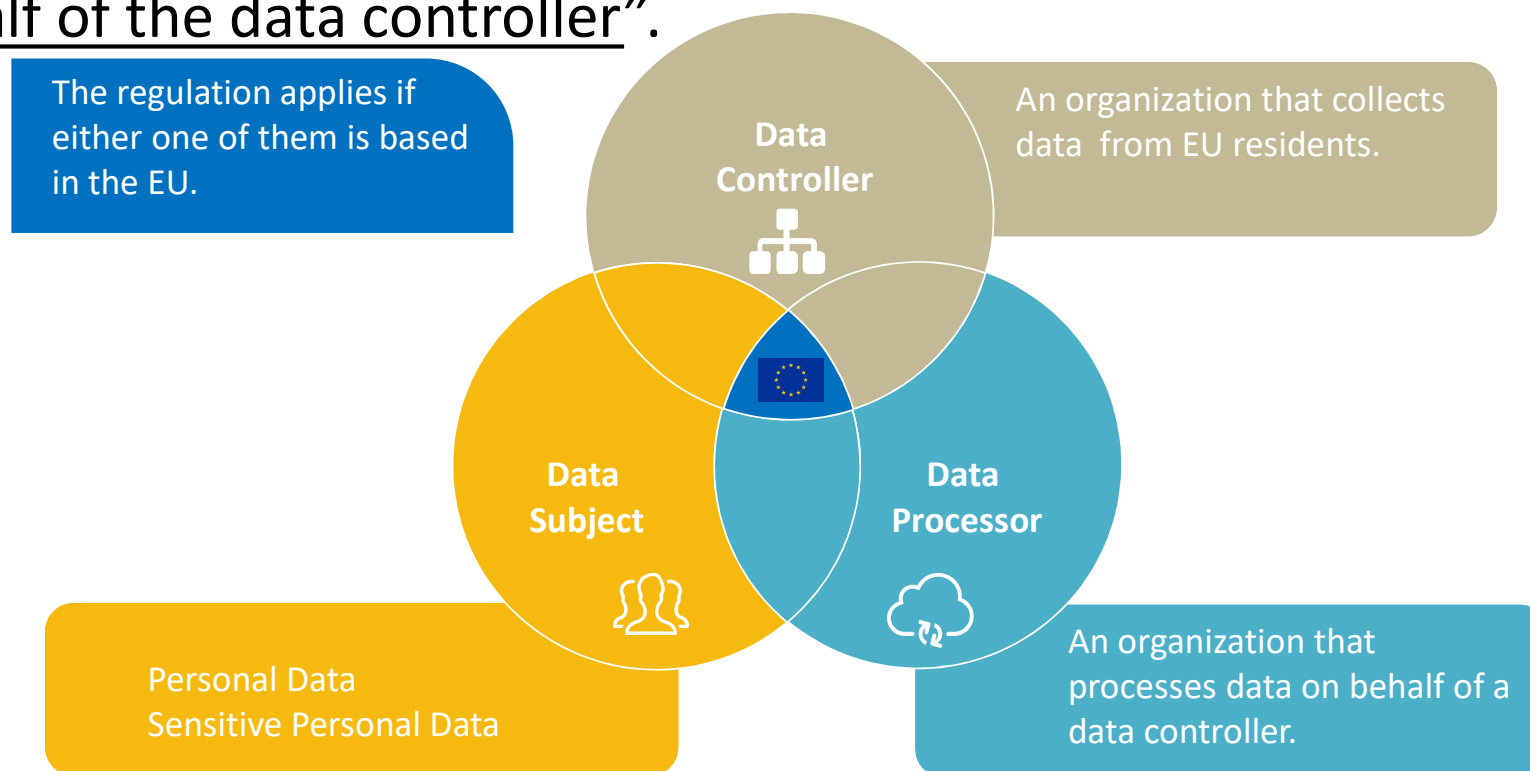 alf of the data controller”.
The regulation applies if
either one of them is based
in the EU.
Data
Controller
An organization that collects
data  from EU residents.
Data
Subject
Data
Processor
Personal Data
Sensitive Personal Data
An organization that
processes data on behalf of a
data controller.